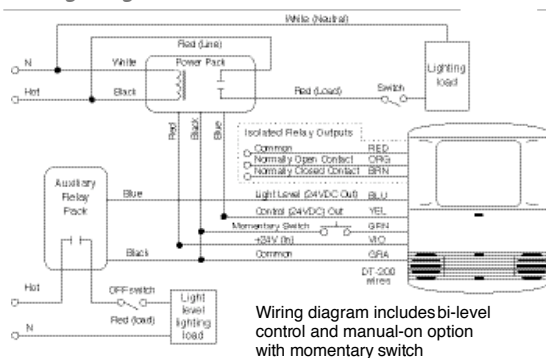 White (Neutral)
Red (Line)
N
White
Power Pack
Lighting
load
Hot
Black
Red (Load)
Switch
Red
Black
Blue
Isolated Relay Outputs
Common RED
Normally Open Contact ORG
Normally Closed Contact BRN
Auxiliary
Relay
Pack
Blue
Light Level (24VDC Out) BLU
Control (24VDC) Out YEL
Momentary Switch GRN
+24V (In) VIO
Black
Common GRA
DT-200
wires
Hot
OFF switch
Light
level
lighting
load
Red (load)
N
Wiring diagram includes bi-level
control and manual-on option
with momentary switch